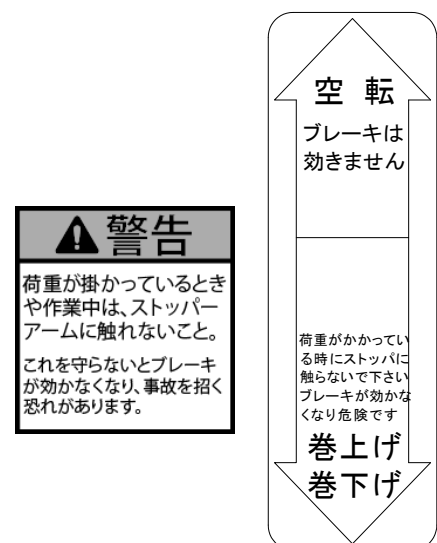 警告
荷重が掛かっているとき
や作業中は、ストッパー
アームに触れないこと。
これを守らないとブレーキ
が効かなくなり、事故を招く
恐れがあります。
空 転
ブレーキは
効きません
荷重がかかってい
る時にストッパに
触らないで下さい
ブレーキが効かな
くなり危険です
巻上げ
巻下げ